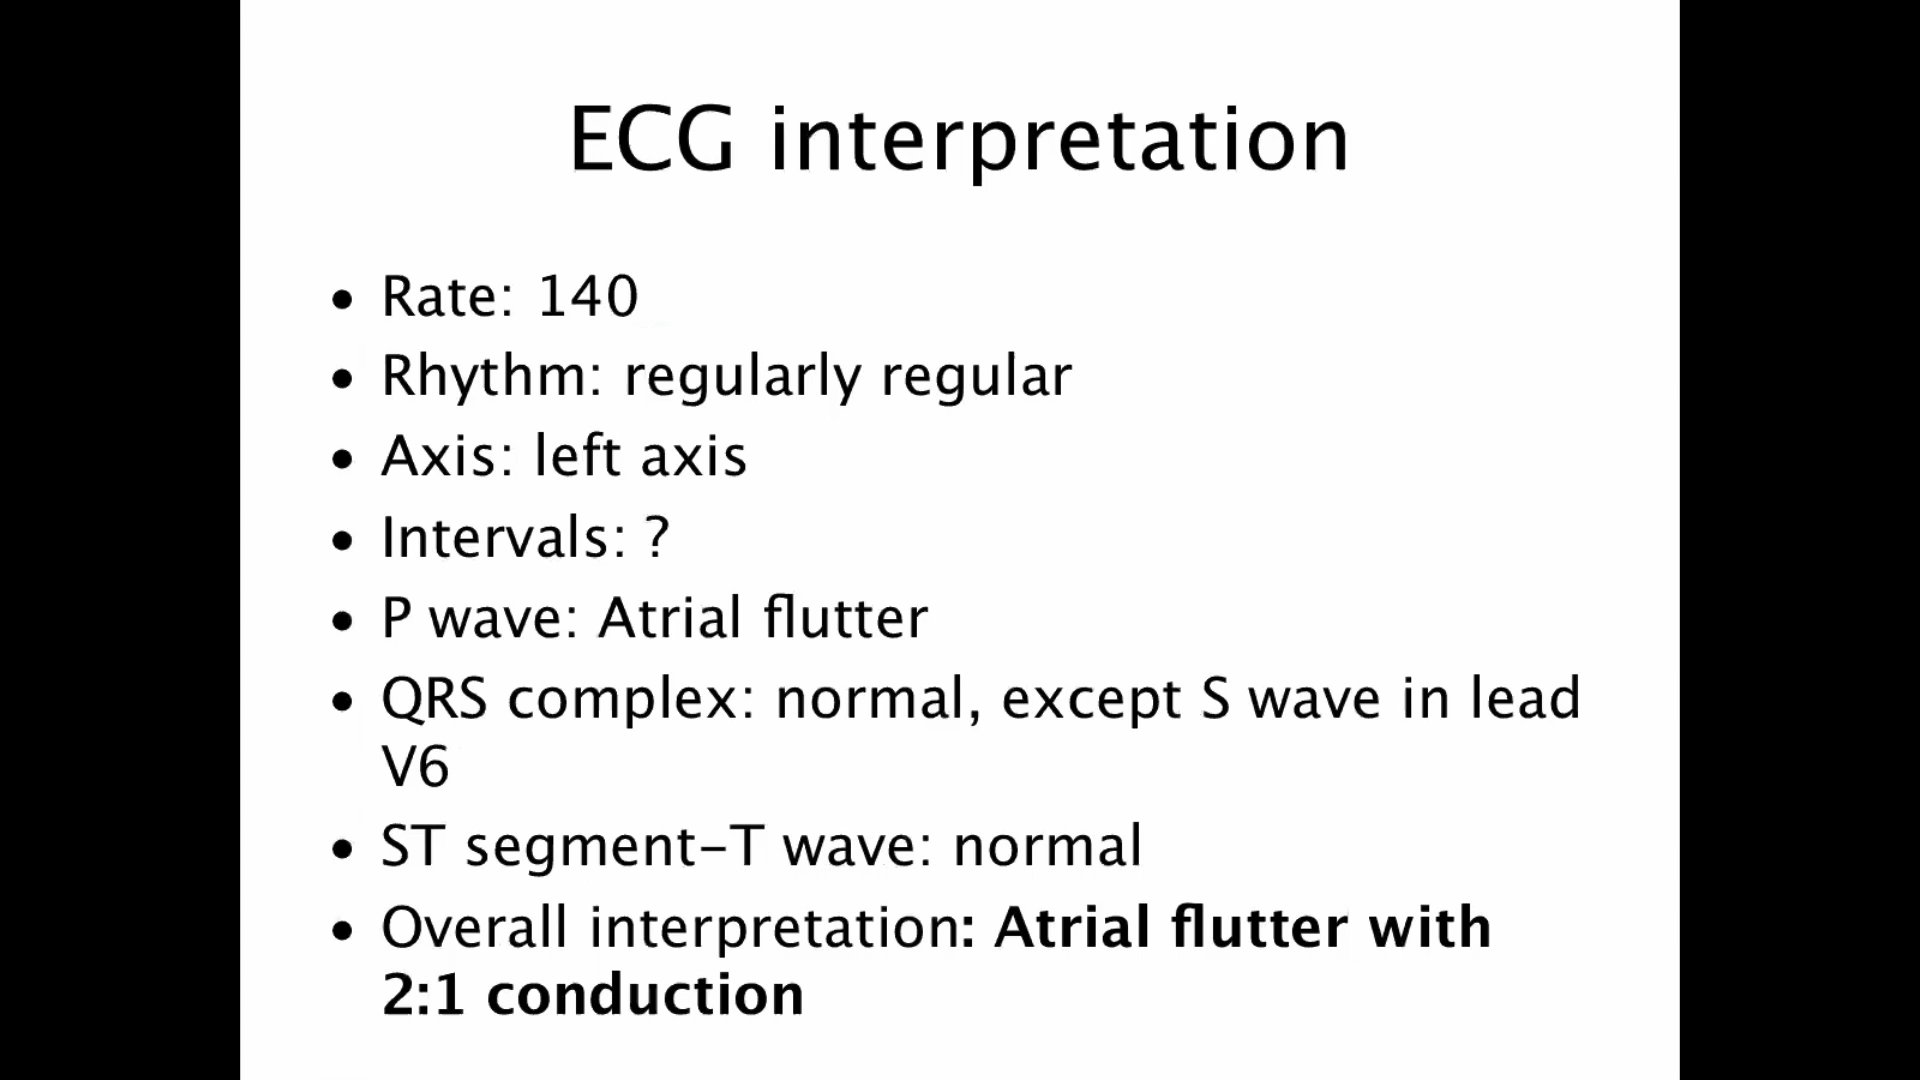 ECG interpretation
• Rate: 140
• Rhythm: regularly regular
• Axis: left axis
• Intervals: ?
• P wave: Atrial flutter
• QRS complex: normal, except S wave in lead
V6
• ST segment-T wave: normal
• Overall interpretation: Atrial flutter with
2:1 conduction